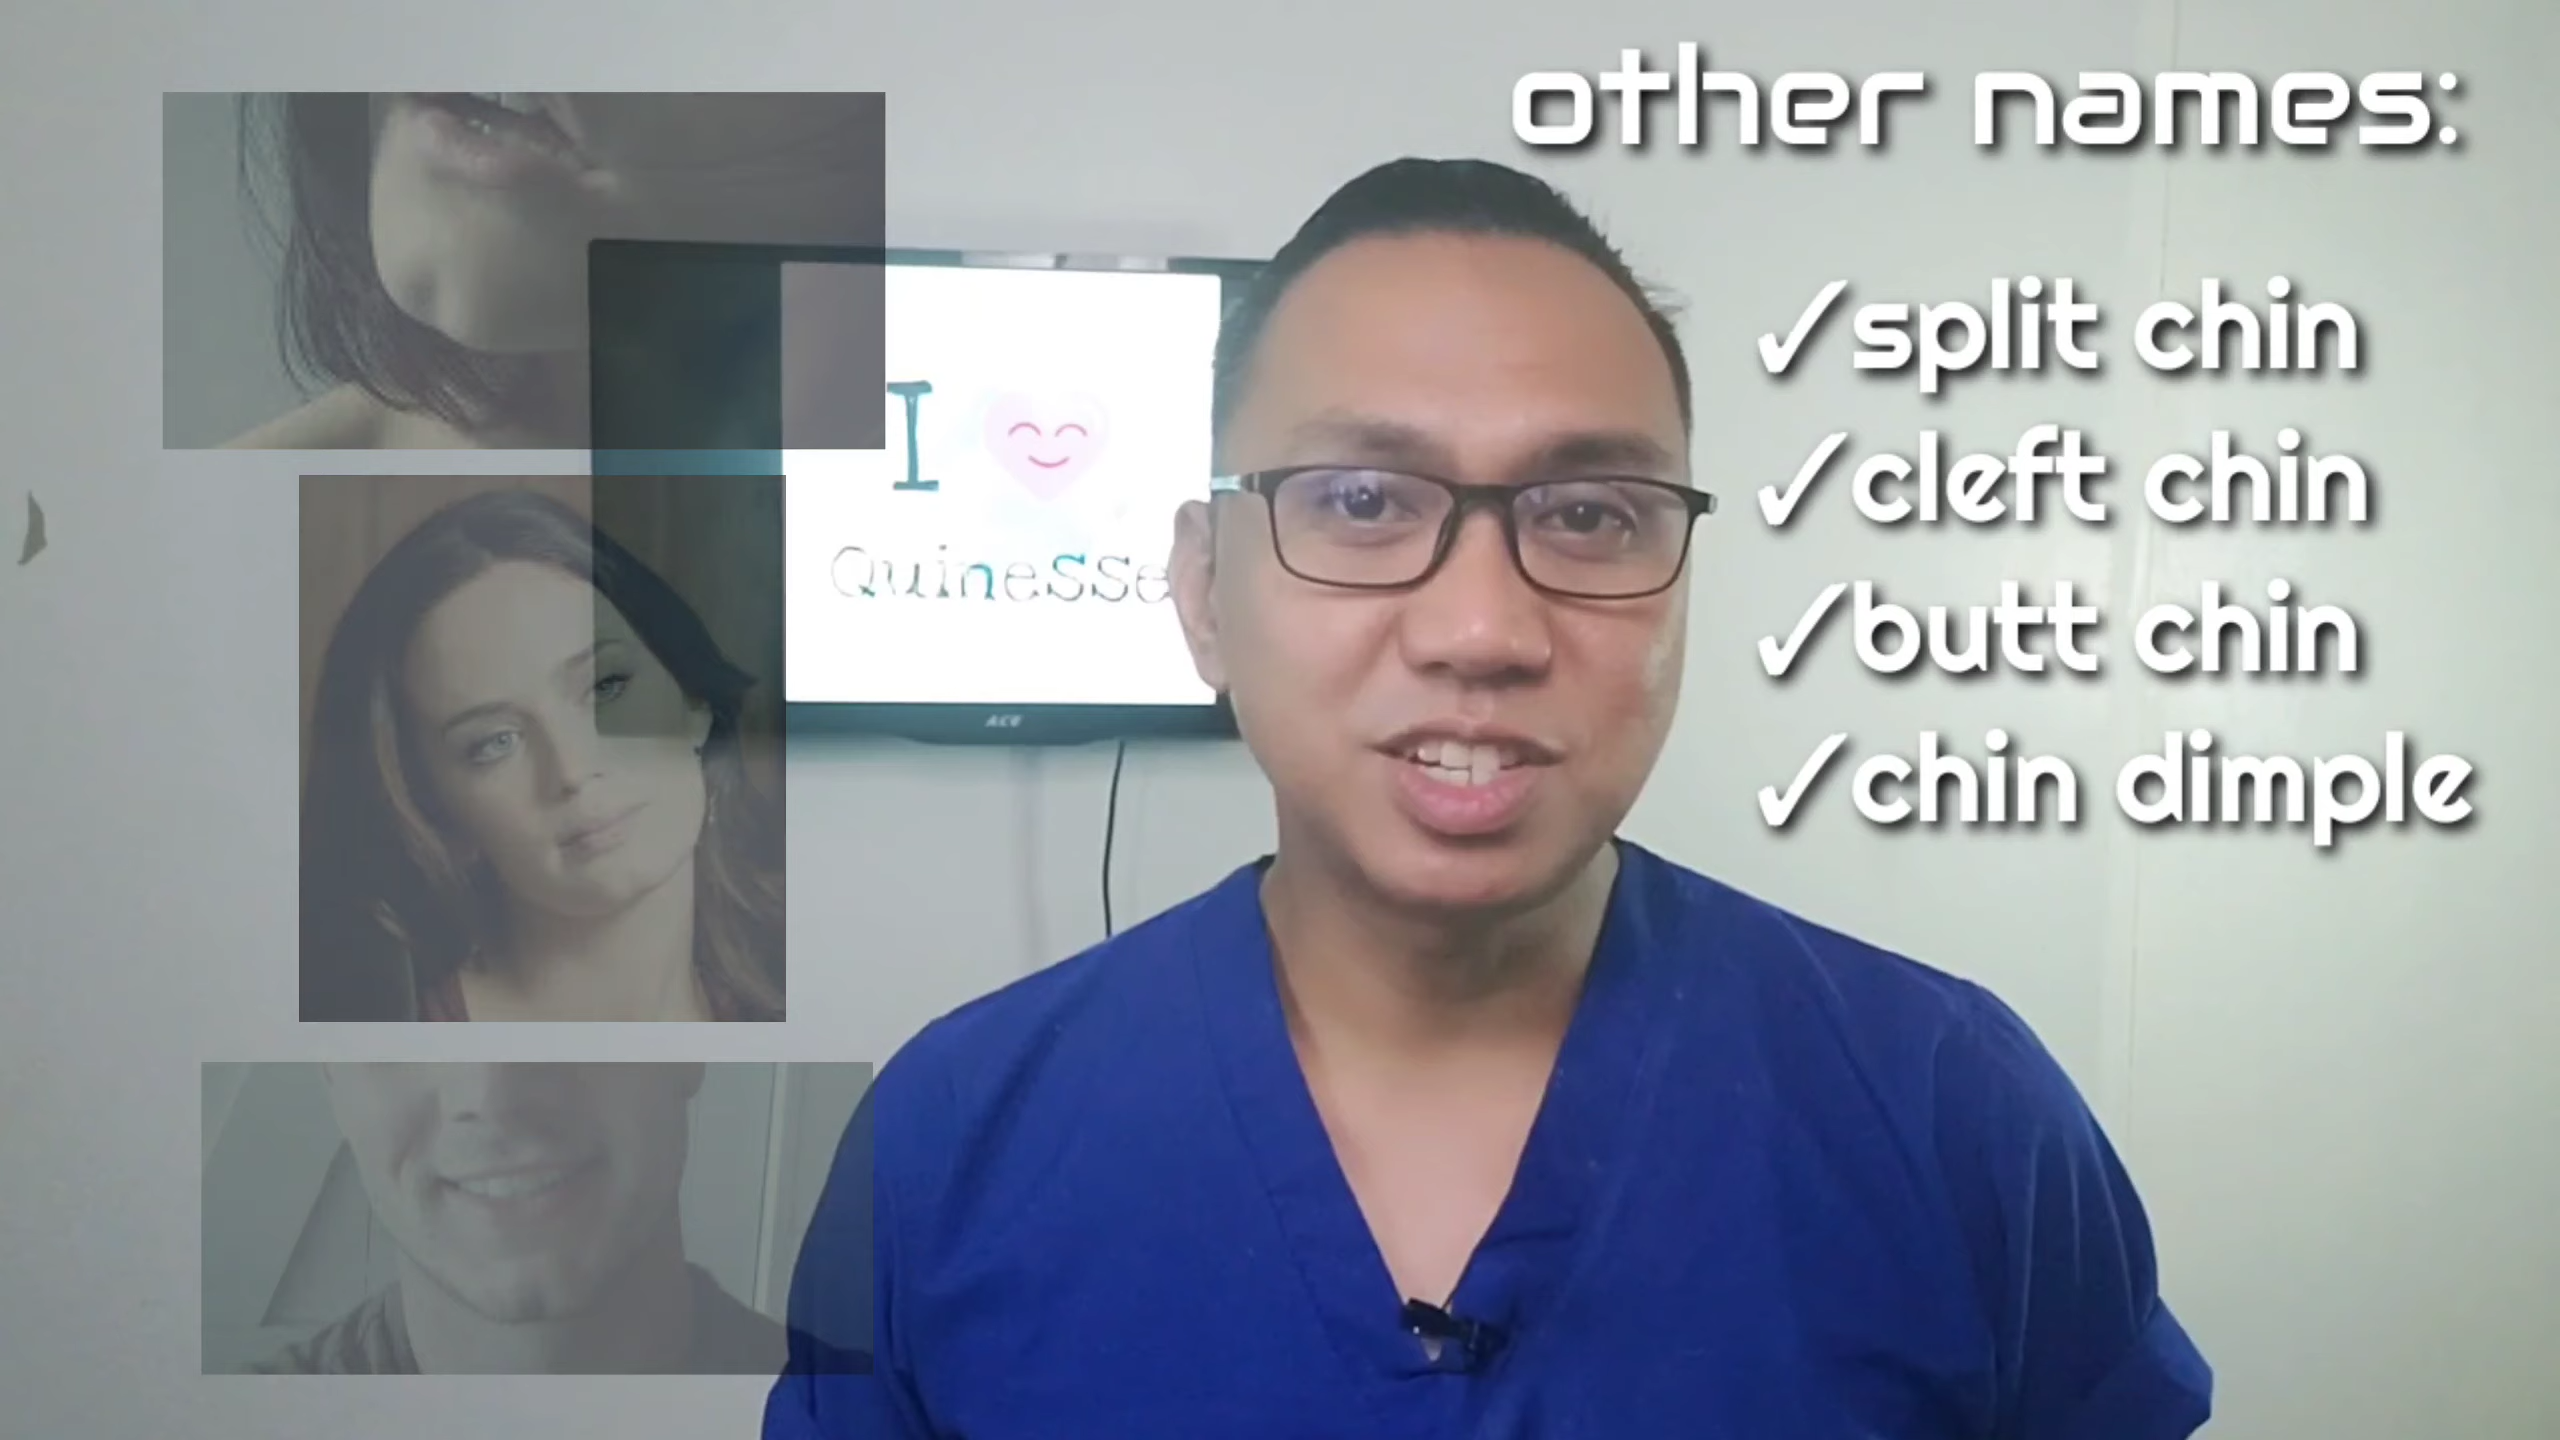 other names:
✓split chin
✓cleft chin
✓butt chin
✓chin dimple
I
Quinesse